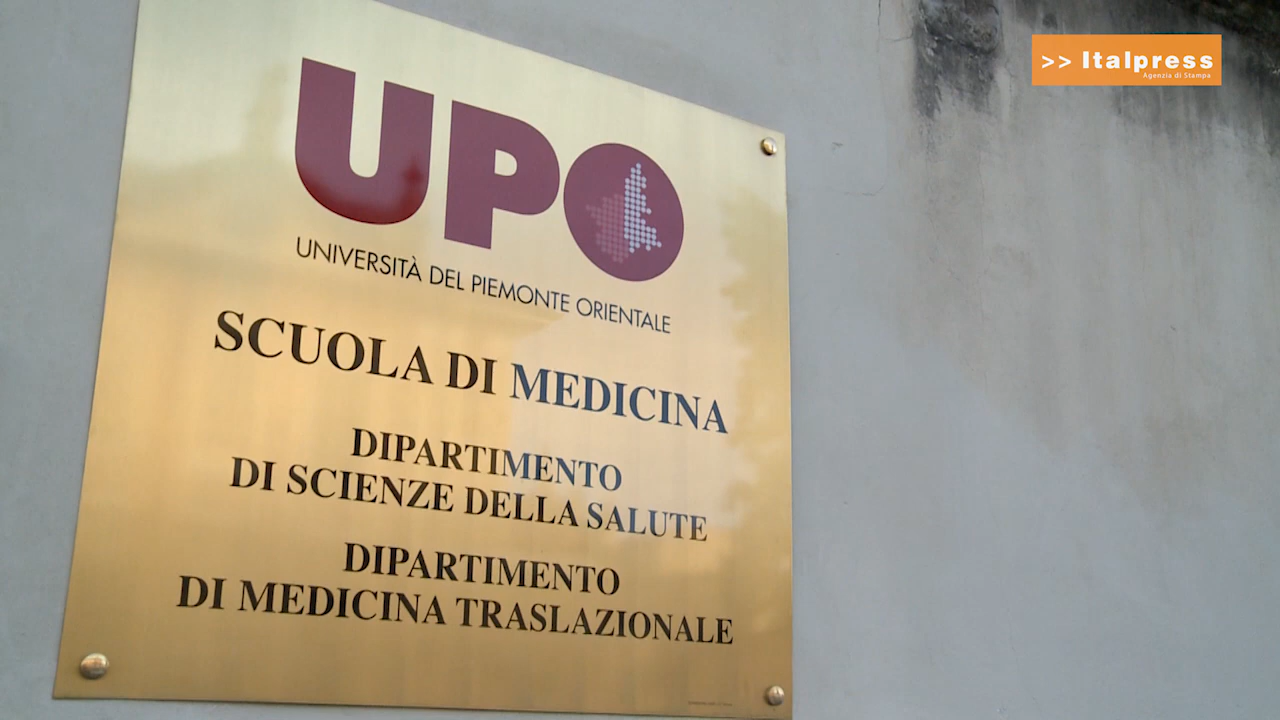 >> Italpress
Agenzia di Stampa
UPO
UNIVERSITÀ DEL PIEMONTE ORIENTALE
SCUOLA DI MEDICINA
DIPARTIMENTO
DI SCIENZE DELLA SALUTE
DIPARTIMENTO
DI MEDICINA TRASLAZIONALE